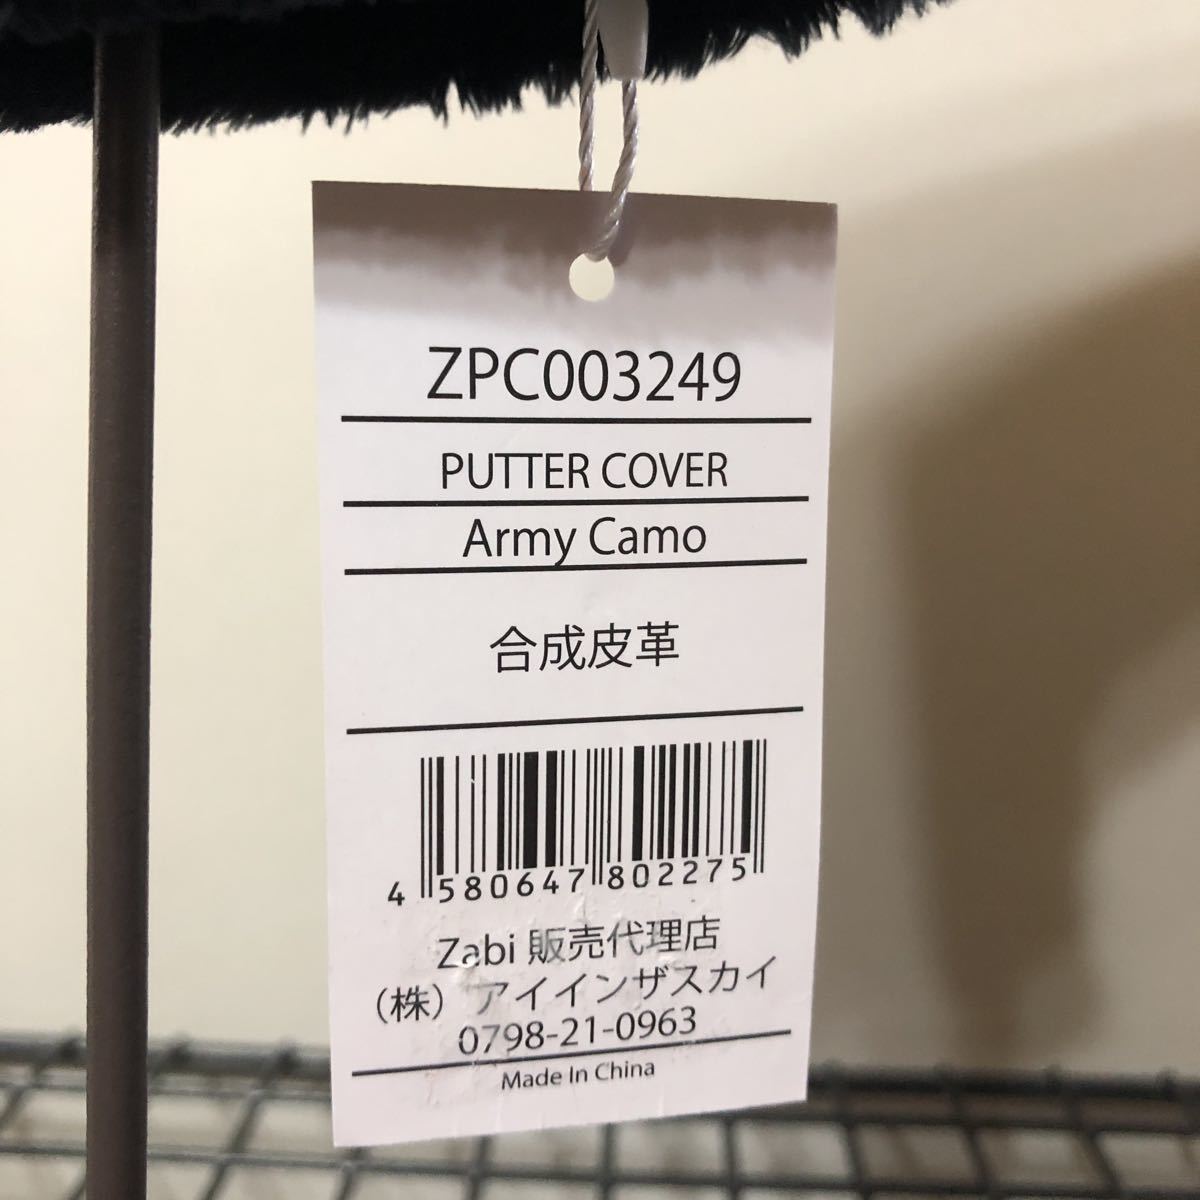 ZPC003249
PUTTER COVER
Army Camo
合成皮革
4 580647 802275
Zabi 販売代理店
（株）アイインザスカイ
0798-21-0963
Made In China